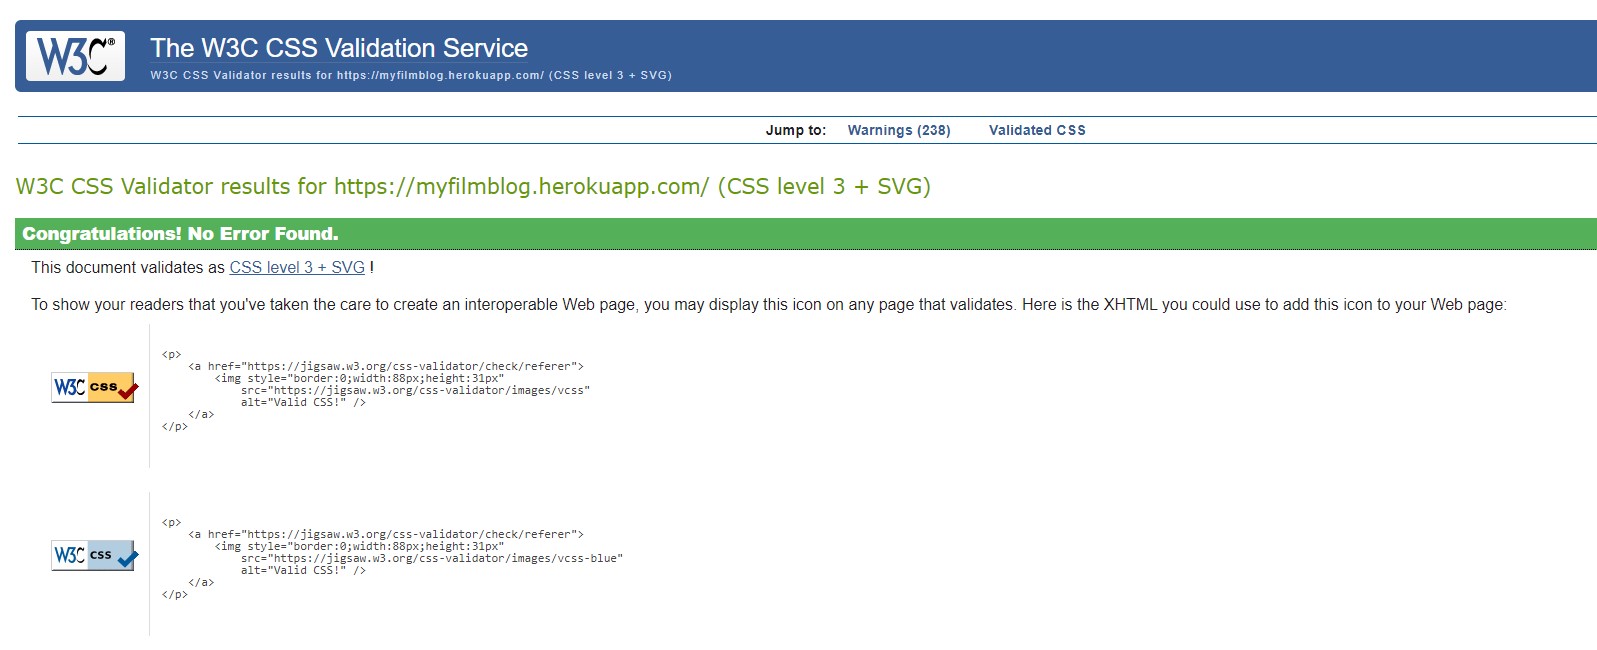 W3C®
The W3C CSS Validation Service
W3C CSS Validator results for https://myfilmblog.herokuapp.com/ (CSS level 3 + SVG)
Jump to: Warnings (238) Validated CSS
W3C CSS Validator results for https://myfilmblog.herokuapp.com/ (CSS level 3 + SVG)
Congratulations! No Error Found.
This document validates as CSS level 3 + SVG !
To show your readers that you've taken the care to create an interoperable Web page, you may display this icon on any page that validates. Here is the XHTML you could use to add this icon to your Web page:
W3C css
<p>
<a href="https://jigsaw.w3.org/css-validator/check/referer">
<img style="border:0;width:88px;height:31px"
src="https://jigsaw.w3.org/css-validator/images/vcss"
alt="Valid CSS!" />
</a>
</p>
W3C css
<p>
<a href="https://jigsaw.w3.org/css-validator/check/referer">
<img style="border:0;width:88px;height:31px"
src="https://jigsaw.w3.org/css-validator/images/vcss-blue"
alt="Valid CSS!" />
</a>
</p>